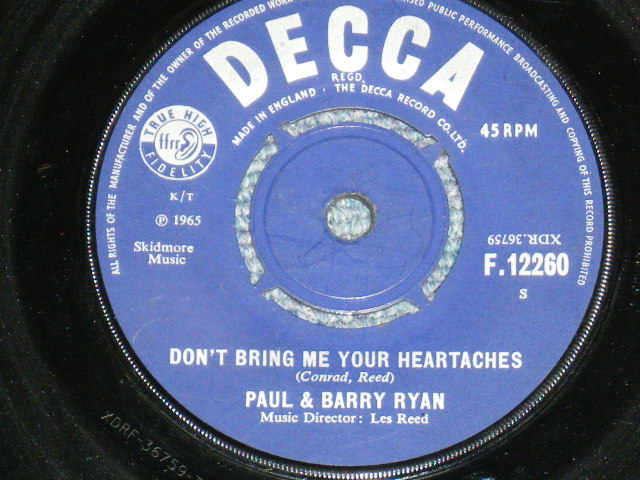 ALL RIGHTS OF THE MANUFACTURER AND OF THE OWNER OF THE RECORDED WORK
PUBLIC PERFORMANCE BROADCASTING AND COPYING OF THIS RECORD PROHIBITED
DECCA
REGD.
MADE IN ENGLAND · THE DECCA RECORD CO. LTD.
TRUE HIGH
ffrr
FIDELITY
45 RPM
K/T
℗ 1965
Skidmore
Music
XDR.36759
F.12260
S
DON'T BRING ME YOUR HEARTACHES
(Conrad, Reed)
PAUL & BARRY RYAN
Music Director: Les Reed
XDRF-36759-